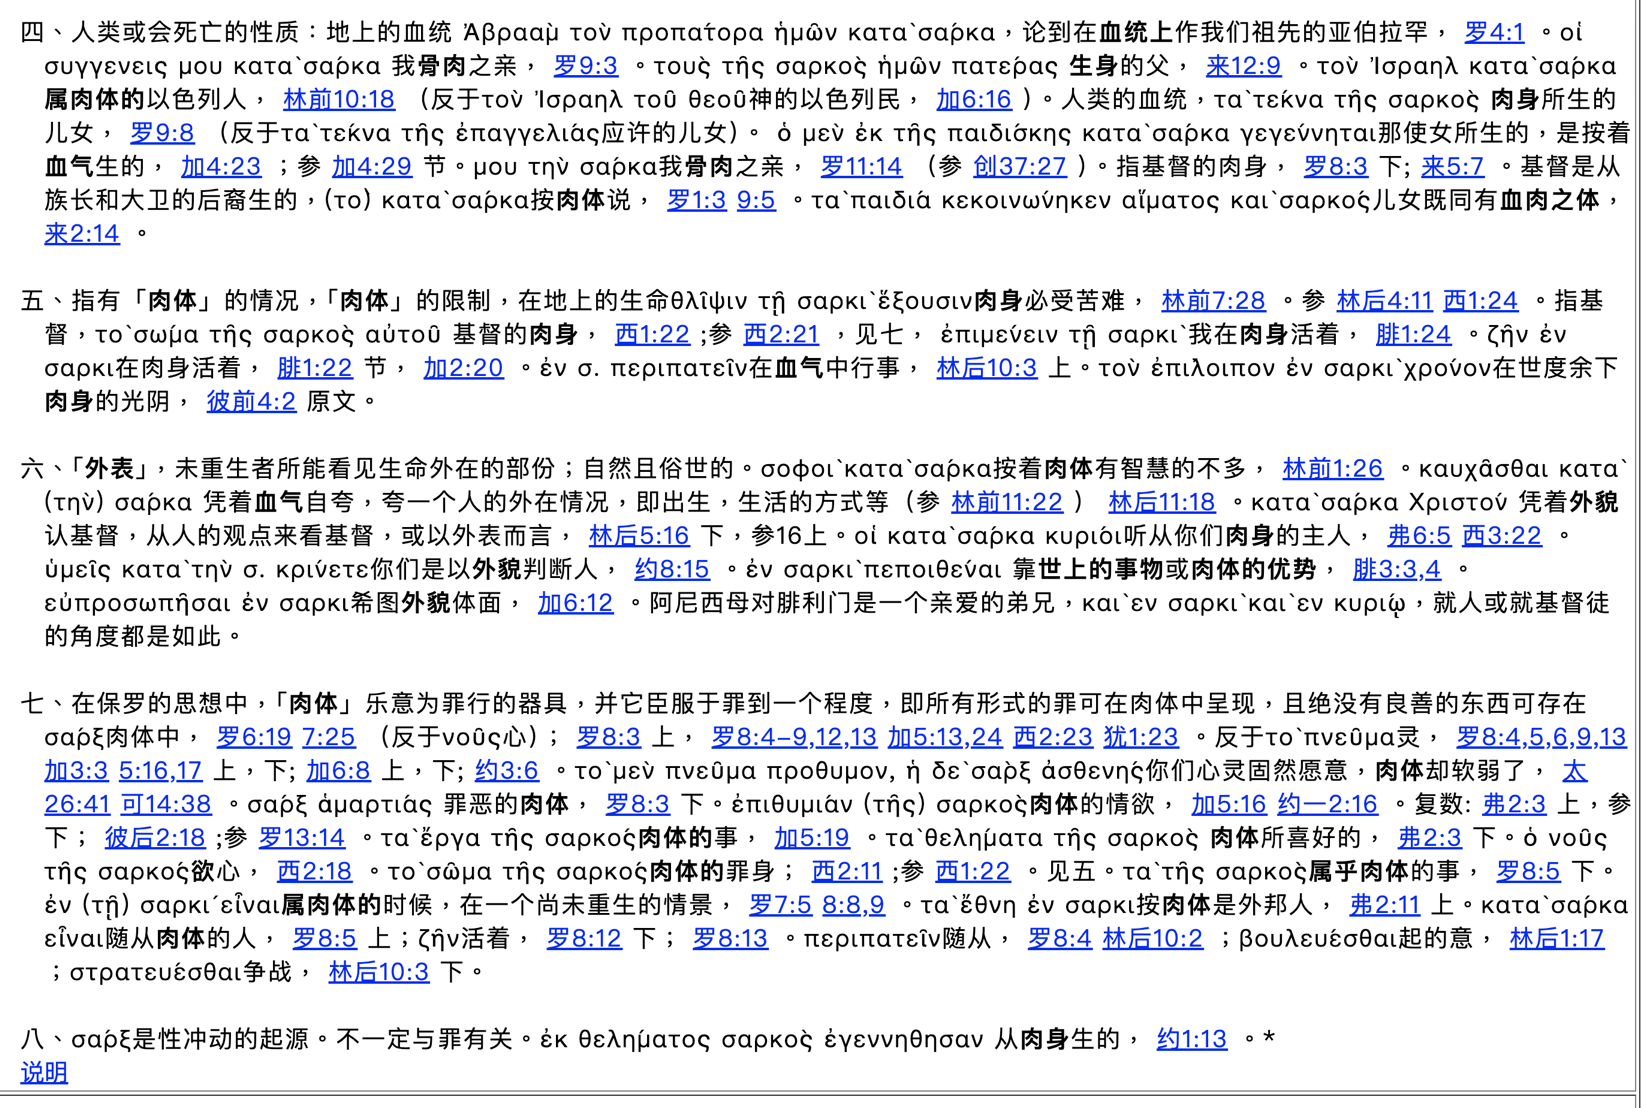 四、人类或会死亡的性质：地上的血统 Ἀβρααὰμ τὸν προπάτορα ἡμῶν κατα`σάρκα，论到在血统上作我们祖先的亚伯拉罕， 罗4:1 。οἱ
συγγενεις μου κατα`σάρκα 我骨肉之亲， 罗9:3 。τοὺς τῆς σαρκὸς ἡμῶν πατέρας 生身的父， 来12:9 。τὸν Ἰσραηλ κατα`σάρκα
属肉体的以色列人， 林前10:18 （反于τὸν Ἰσραηλ τοῦ θεοῦ神的以色列民， 加6:16 ）。人类的血统，τα`τέκνα τῆς σαρκὸς 肉身所生的
儿女， 罗9:8 （反于τα`τέκνα τῆς ἐπαγγελιάς应许的儿女）。 ὁ μεὶν ἐκ τῆς παιδίσκης κατα`σάρκα γεγέννηται那使女所生的，是按着
血气生的， 加4:23 ；参 加4:29 节。μου τηνὶ σάρκα我骨肉之亲， 罗11:14 （参 创37:27 ）。指基督的肉身， 罗8:3 下; 来5:7 。基督是从
族长和大卫的后裔生的，(το) κατα`σάρκα按肉体说， 罗1:3 9:5 。τα`παιδιά κεκοινωνήκεν αἵματος και`σαρκός儿女既同有血肉之体，
来2:14 。
五、指有「肉体」的情况，「肉体」的限制，在地上的生命θλῖψιν τῇ σαρκι`ἕξουσιν肉身必受苦难， 林前7:28 。参 林后4:11 西1:24 。指基
督，το`σωμα τῆς σαρκὸς αὐτοῦ 基督的肉身， 西1:22 ;参 西2:21 ，见七， ἐπιμένειν τῇ σαρκι`我在肉身活着， 腓1:24 。ζῆν ἐν
σαρκι在肉身活着， 腓1:22 节， 加2:20 。ἐν σ. περιπατεῖν在血气中行事， 林后10:3 上。τοὶν ἐπιλοιπον ἐν σαρκι`χρόνον在世度余下
肉身的光阴， 彼前4:2 原文。
六、「外表」，未重生者所能看见生命外在的部份；自然且俗世的。σοφοι`κατα`σάρκα按着肉体有智慧的不多， 林前1:26 。καυχᾶσθαι κατα`
(τηὶν) σάρκα 凭着血气自夸，夸一个人的外在情况，即出生，生活的方式等（参 林前11:22 ） 林后11:18 。κατα`σάρκα Χριστόν 凭着外貌
认基督，从人的观点来看基督，或以外表而言， 林后5:16 下，参16上。οἱ κατα`σάρκα κυριόι听从你们肉身的主人， 弗6:5 西3:22 。
ὑμεῖς κατα`τηὶν σ. κρίνετε你们是以外貌判断人， 约8:15 。ἐν σαρκι`πεποιθέναι 靠世上的事物或肉体的优势， 腓3:3,4 。
εὐπροσωπῆσαι ἐν σαρκι希图外貌体面， 加6:12 。阿尼西母对腓利门是一个亲爱的弟兄，και`εν σαρκι`και`εν κυρίῳ，就人或就基督徒
的角度都是如此。
七、在保罗的思想中，「肉体」乐意为罪行的器具，并它臣服于罪到一个程度，即所有形式的罪可在肉体中呈现，且绝没有良善的东西可存在
σάρξ肉体中， 罗6:19 7:25 （反于νοῦς心）； 罗8:3 上， 罗8:4–9,12,13 加5:13,24 西2:23 犹1:23 。反于το`πνεῦμα灵， 罗8:4,5,6,9,13
加3:3 5:16,17 上，下; 加6:8 上，下; 约3:6 。το`μεὶν πνεῦμα προθυμον, ἡ δε`σαρὶξ ἀσθενής你们心灵固然愿意，肉体却软弱了， 太
26:41 可14:38 。σάρξ ἁμαρτιάς 罪恶的肉体， 罗8:3 下。ἐπιθυμιάν (τῆς) σαρκὸς肉体的情欲， 加5:16 约一2:16 。复数: 弗2:3 上，参
下； 彼后2:18 ;参 罗13:14 。τα`ἔργα τῆς σαρκός肉体的事， 加5:19 。τα`θελήματα τῆς σαρκὸς 肉体所喜好的， 弗2:3 下。ὁ νοῦς
τῆς σαρκός欲心， 西2:18 。το`σῶμα τῆς σαρκός肉体的罪身； 西2:11 ;参 西1:22 。见五。τα`τῆς σαρκὸς属乎肉体的事， 罗8:5 下。
ἐν (τῇ) σαρκι´εἶναι属肉体的时候，在一个尚未重生的情景， 罗7:5 8:8,9 。τα`ἔθνη ἐν σαρκι按肉体是外邦人， 弗2:11 上。κατα`σάρκα
εἶναι随从肉体的人， 罗8:5 上；ζῆν活着， 罗8:12 下； 罗8:13 。περιπατεῖν随从， 罗8:4 林后10:2 ；βουλευέσθαι起的意， 林后1:17
；στρατευέσθαι争战， 林后10:3 下。
八、σάρξ是性冲动的起源。不一定与罪有关。ἐκ θελήματος σαρκὸς ἐγεννηθησαν 从肉身生的， 约1:13 。*
说明